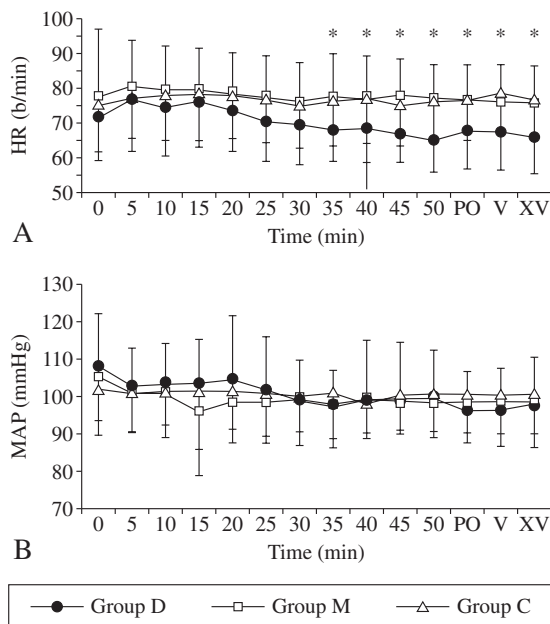 100
* * * * * * *
90
80
70
60
50
HR (b/min)
0 5 10 15 20 25 30 35 40 45 50 PO V XV
A
Time (min)
130
120
110
100
90
80
70
MAP (mmHg)
0 5 10 15 20 25 30 35 40 45 50 PO V XV
B
Time (min)
Group D Group M Group C